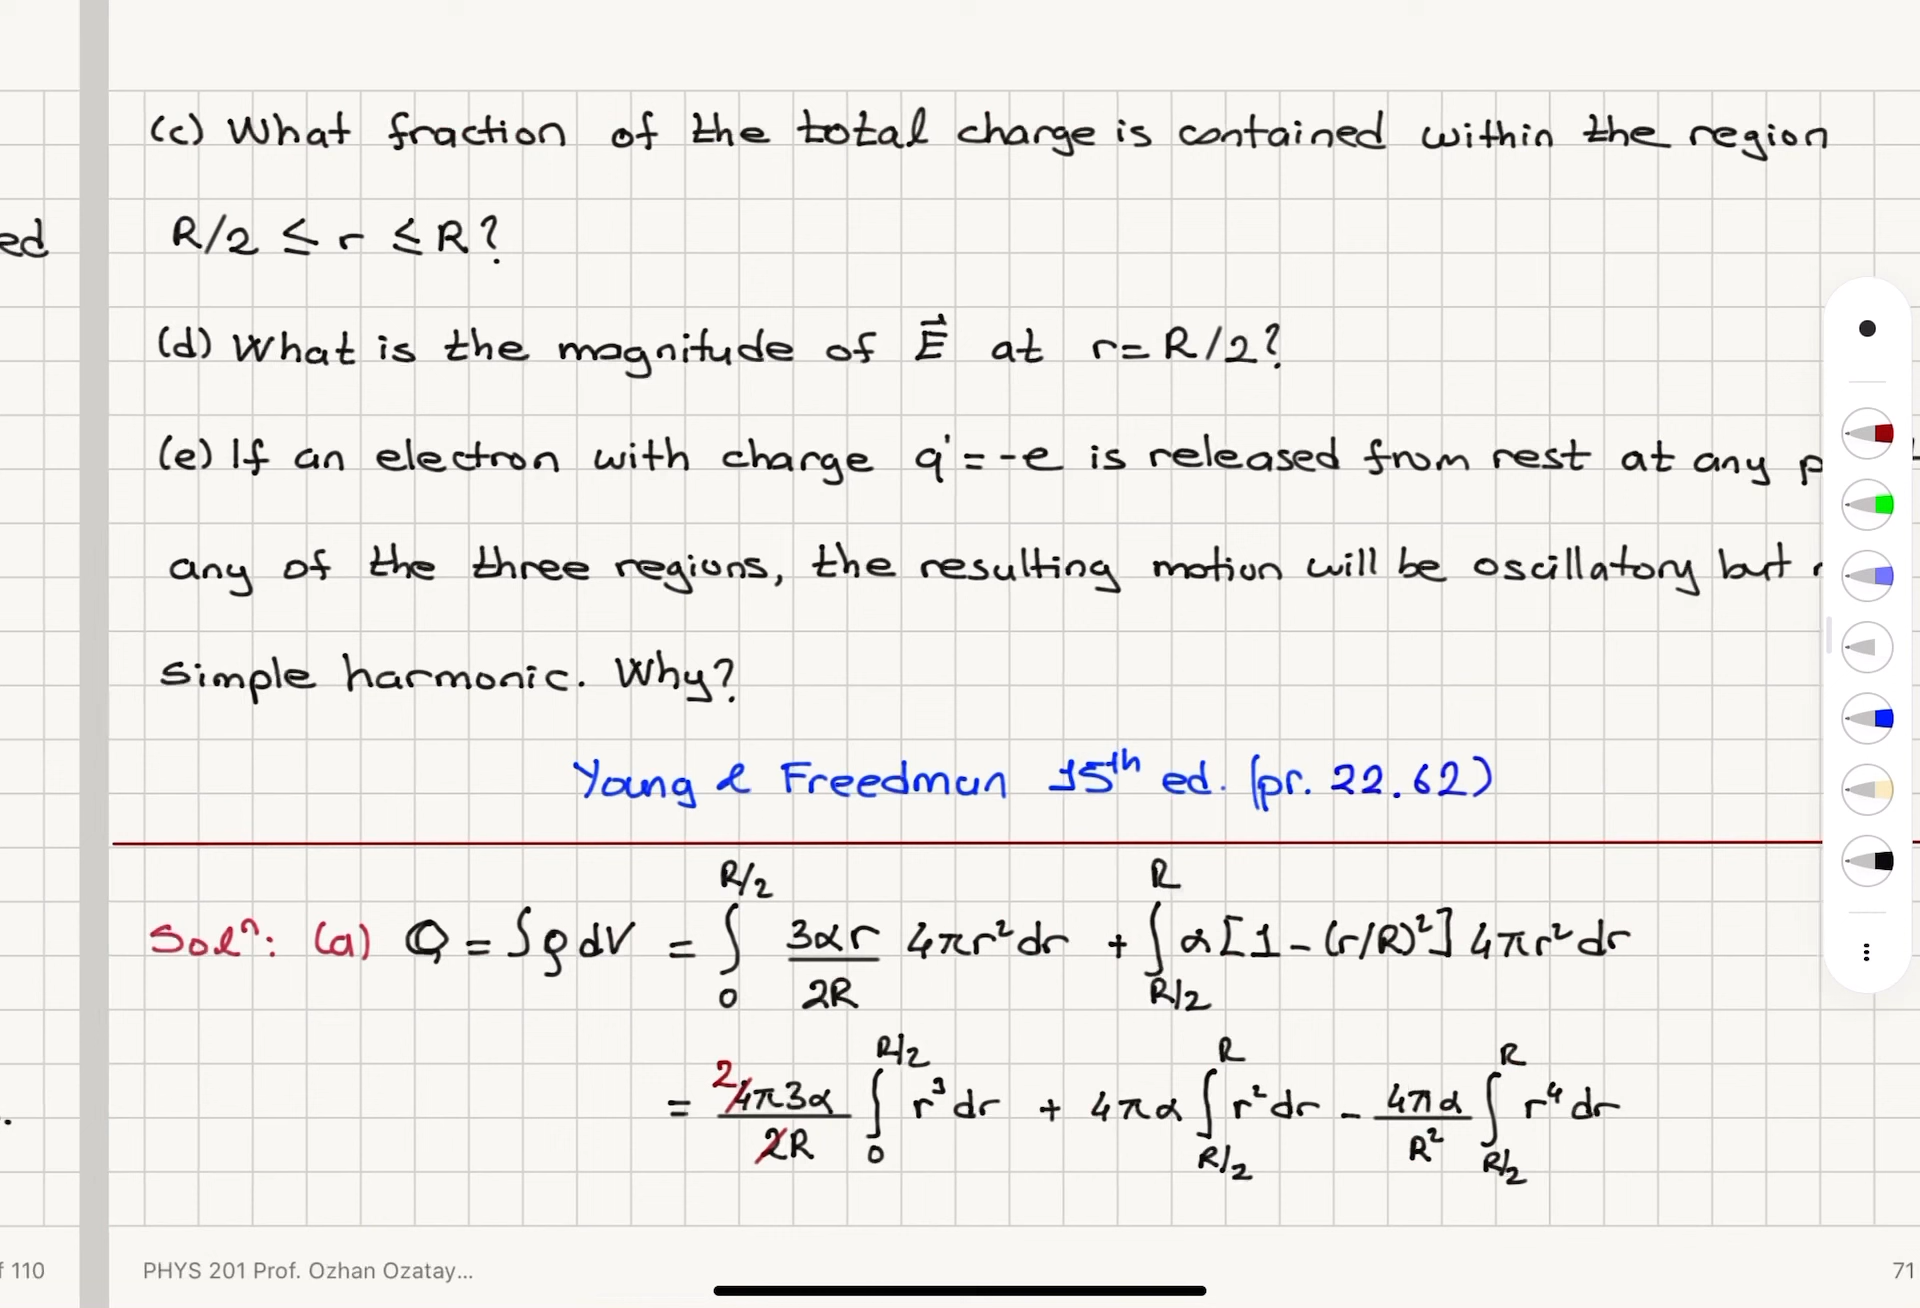 (c) What fraction of the total charge is contained within the region
ed
R/2 ≤ r ≤ R?
(d) What is the magnitude of E⃗ at r = R/2?
(e) If an electron with charge q' = -e is released from rest at any
any of the three regions, the resulting motion will be oscillatory but
simple harmonic. Why?
Young & Freedman 15th ed. (pr. 22.62)
Solⁿ: (a) Q = ∫ρdV = ∫₀^{R/2} 3αr/2R 4πr²dr + ∫_{R/2}^{R} α[1-(r/R)²] 4πr²dr
= 2 4π3α/2R ∫₀^{R/2} r³dr + 4πα ∫_{R/2}^{R} r²dr - 4πα/R² ∫_{R/2}^{R} r⁴dr
110
PHYS 201 Prof. Ozhan Ozatay...
71